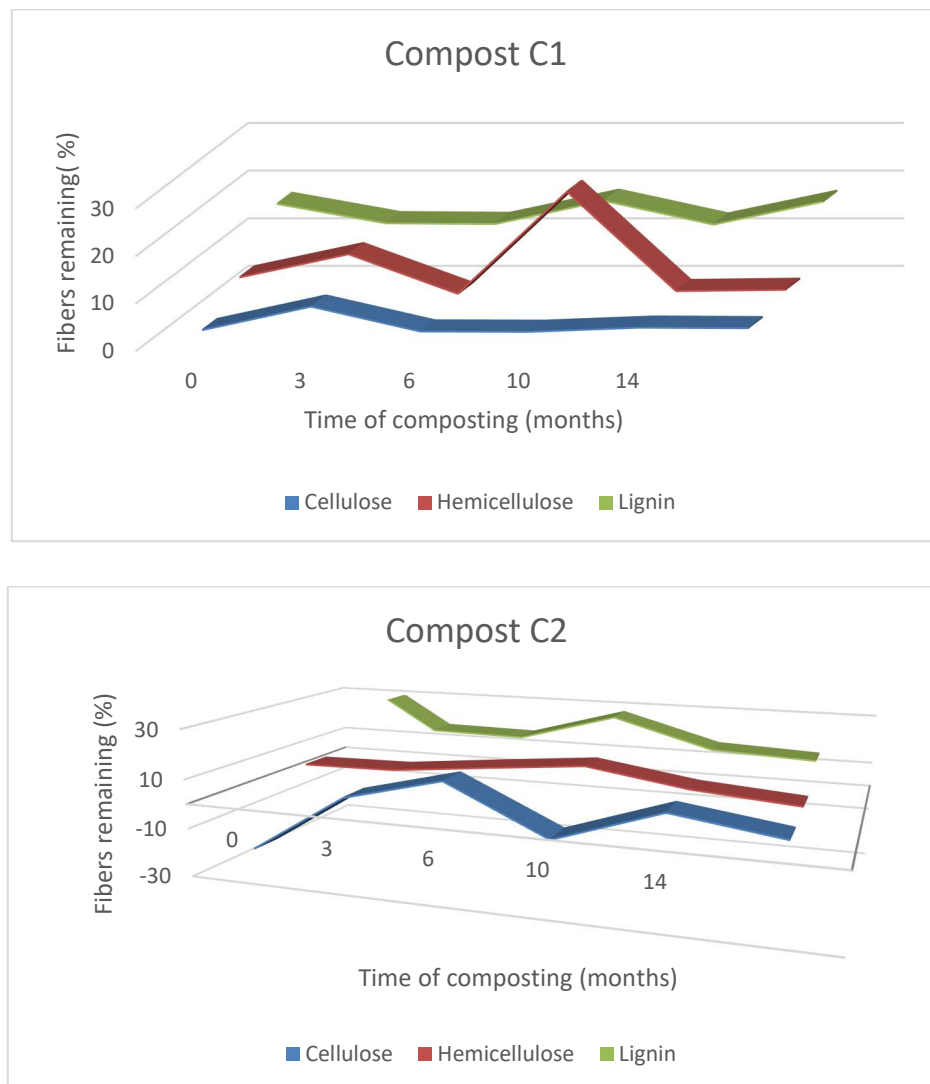 Compost C1
Fibers remaining( %)
30
20
10
0
0 3 6 10 14
Time of composting (months)
Cellulose Hemicellulose Lignin
Compost C2
Fibers remaining (%)
30
10
-10
-30
0 3 6 10 14
Time of composting (months)
Cellulose Hemicellulose Lignin